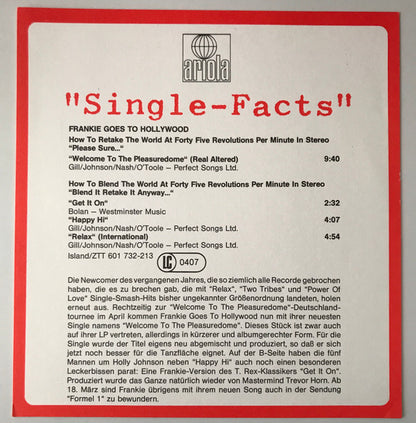 ariola
"Single-Facts"
FRANKIE GOES TO HOLLYWOOD
How To Retake The World At Forty Five Revolutions Per Minute In Stereo
"Please Sure..."
"Welcome To The Pleasuredome" (Real Altered) 9:40
Gill/Johnson/Nash/O'Toole – Perfect Songs Ltd.
How To Blend The World At Forty Five Revolutions Per Minute In Stereo
"Blend It Retake It Anyway..."
"Get It On" 2:32
Bolan – Westminster Music
"Happy Hi" 4:07
Gill/Johnson/Nash/O'Toole – Perfect Songs Ltd.
"Relax" (International) 4:54
Gill/Johnson/Nash/O'Toole – Perfect Songs Ltd.
Island/ZTT 601 732-213 LC 0407
Die Newcomer des vergangenen Jahres, die so ziemlich alle Recorde gebrochen
haben, die es zu brechen gab, die mit "Relax", "Two Tribes" und "Power Of
Love" Single-Smash-Hits bisher ungekannter Größenordnung landeten, holen
erneut aus. Rechtzeitig zur "Welcome To The Pleasuredome"-Deutschland-
tournee im April kommen Frankie Goes To Hollywood nun mit ihrer neuesten
Single namens "Welcome To The Pleasuredome". Dieses Stück ist zwar auch
auf ihrer LP vertreten, allerdings in kürzerer und albumgerechter Form. Für die
Single wurde der Titel eigens neu abgemischt und produziert, so daß er sich
jetzt noch besser für die Tanzfläche eignet. Auf der B-Seite haben die fünf
Mannen um Holly Johnson neben "Happy Hi" auch noch einen besonderen
Leckerbissen parat: Eine Frankie-Version des T. Rex-Klassikers "Get It On".
Produziert wurde das Ganze natürlich wieder von Mastermind Trevor Horn. Ab
18. März sind Frankie übrigens mit ihrem neuen Song auch in der Sendung
"Formel 1" zu bewundern.